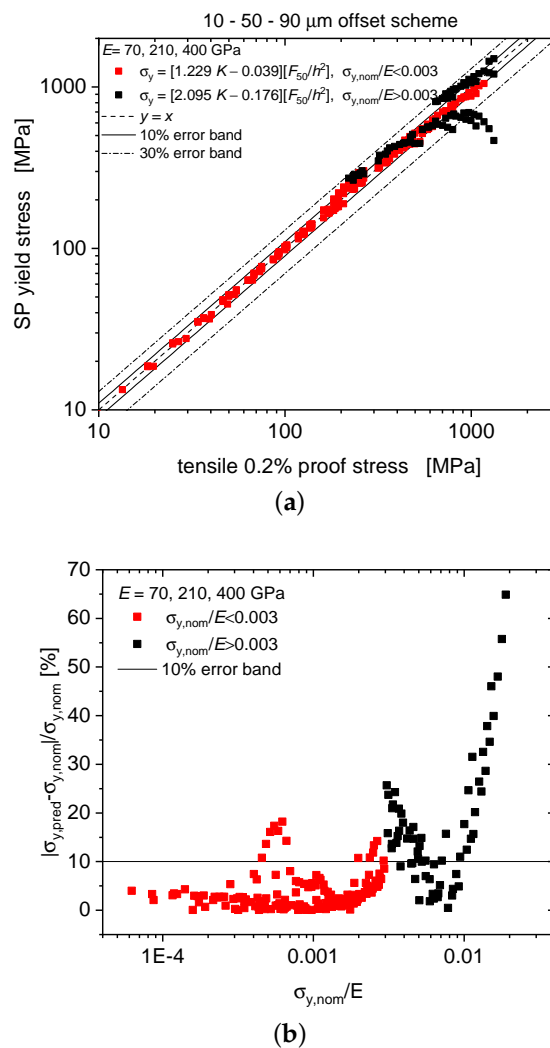 10 - 50 - 90 μm offset scheme
E= 70, 210, 400 GPa
σy = [1.229 K − 0.039][F50/h²], σy,nom/E<0.003
σy = [2.095 K − 0.176][F50/h²], σy,nom/E>0.003
y = x
10% error band
30% error band
SP yield stress [MPa]
1000
100
10
10 100 1000
tensile 0.2% proof stress [MPa]
(a)
E = 70, 210, 400 GPa
σy,nom/E<0.003
σy,nom/E>0.003
10% error band
|σy,pred-σy,nom|/σy,nom [%]
70
60
50
40
30
20
10
0
1E-4 0.001 0.01
σy,nom/E
(b)